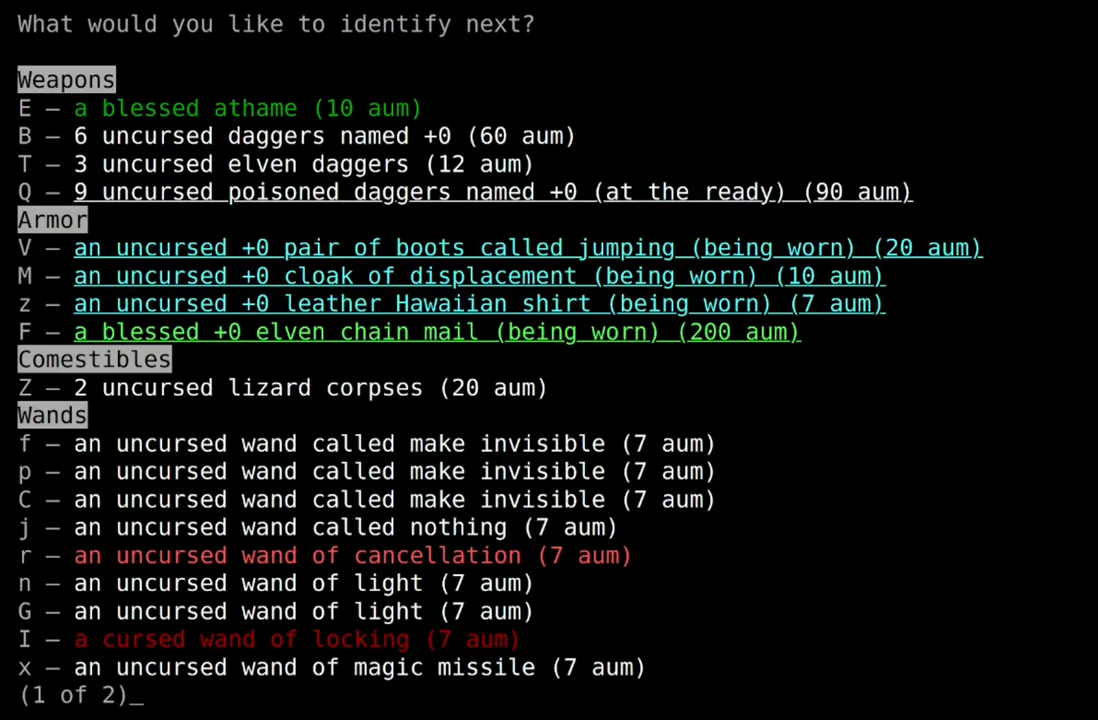 What would you like to identify next?
Weapons
E – a blessed athame (10 aum)
B – 6 uncursed daggers named +0 (60 aum)
T – 3 uncursed elven daggers (12 aum)
Q – 9 uncursed poisoned daggers named +0 (at the ready) (90 aum)
Armor
V – an uncursed +0 pair of boots called jumping (being worn) (20 aum)
M – an uncursed +0 cloak of displacement (being worn) (10 aum)
z – an uncursed +0 leather Hawaiian shirt (being worn) (7 aum)
F – a blessed +0 elven chain mail (being worn) (200 aum)
Comestibles
Z – 2 uncursed lizard corpses (20 aum)
Wands
f – an uncursed wand called make invisible (7 aum)
p – an uncursed wand called make invisible (7 aum)
C – an uncursed wand called make invisible (7 aum)
j – an uncursed wand called nothing (7 aum)
r – an uncursed wand of cancellation (7 aum)
n – an uncursed wand of light (7 aum)
G – an uncursed wand of light (7 aum)
I – a cursed wand of locking (7 aum)
x – an uncursed wand of magic missile (7 aum)
(1 of 2)_